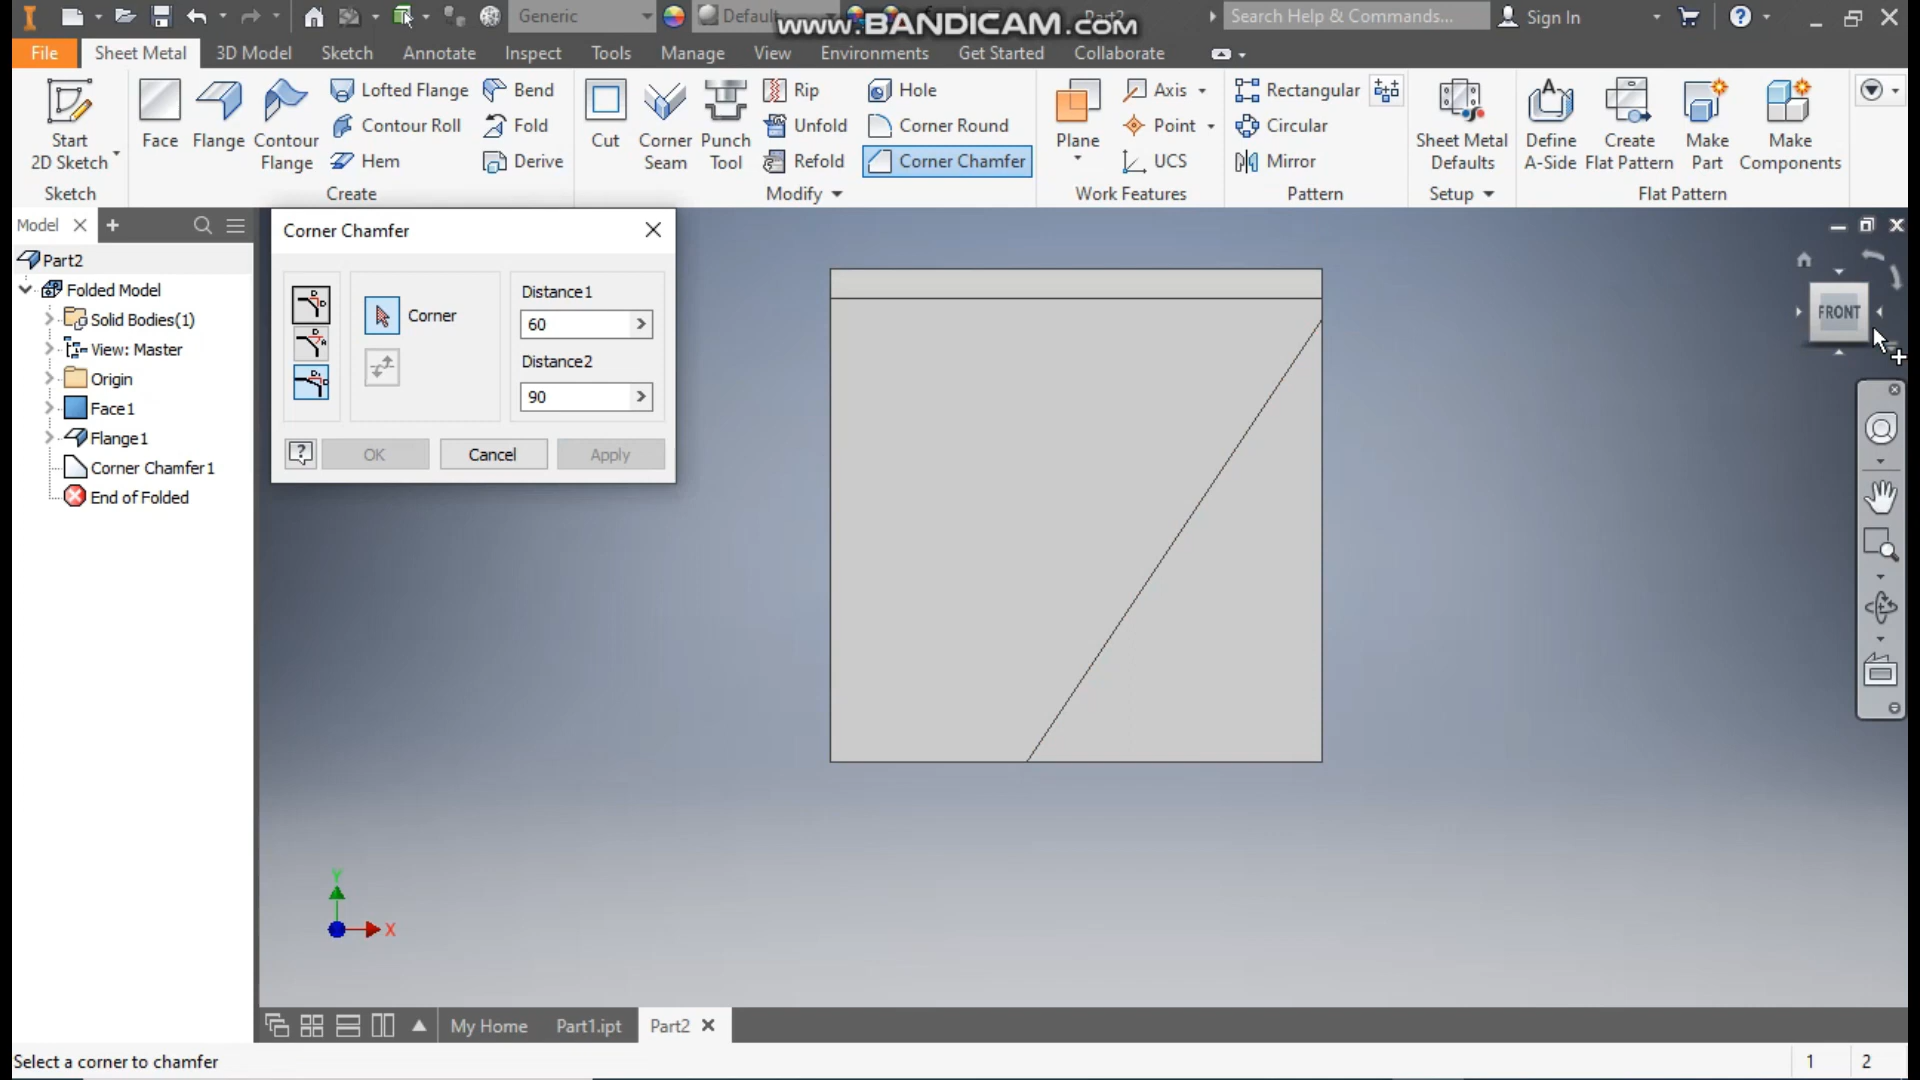 Generic
Default
www.BANDICAM.com
Search Help & Commands...
Sign In
File
Sheet Metal
3D Model
Sketch
Annotate
Inspect
Tools
Manage
View
Environments
Get Started
Collaborate
Start
2D Sketch
Face
Flange
Contour
Flange
Lofted Flange
Contour Roll
Hem
Bend
Fold
Derive
Cut
Corner
Seam
Punch
Tool
Rip
Unfold
Refold
Hole
Corner Round
Corner Chamfer
Plane
Axis
Point
UCS
Rectangular
Circular
Mirror
Sheet Metal
Defaults
Define
A-Side
Create
Flat Pattern
Make
Part
Make
Components
Sketch
Create
Modify
Work Features
Pattern
Setup
Flat Pattern
Model
Part2
Folded Model
Solid Bodies(1)
View: Master
Origin
Face1
Flange1
Corner Chamfer1
End of Folded
Corner Chamfer
Corner
Distance1
60
Distance2
90
OK
Cancel
Apply
FRONT
Y
X
My Home
Part1.ipt
Part2
Select a corner to chamfer
1
2